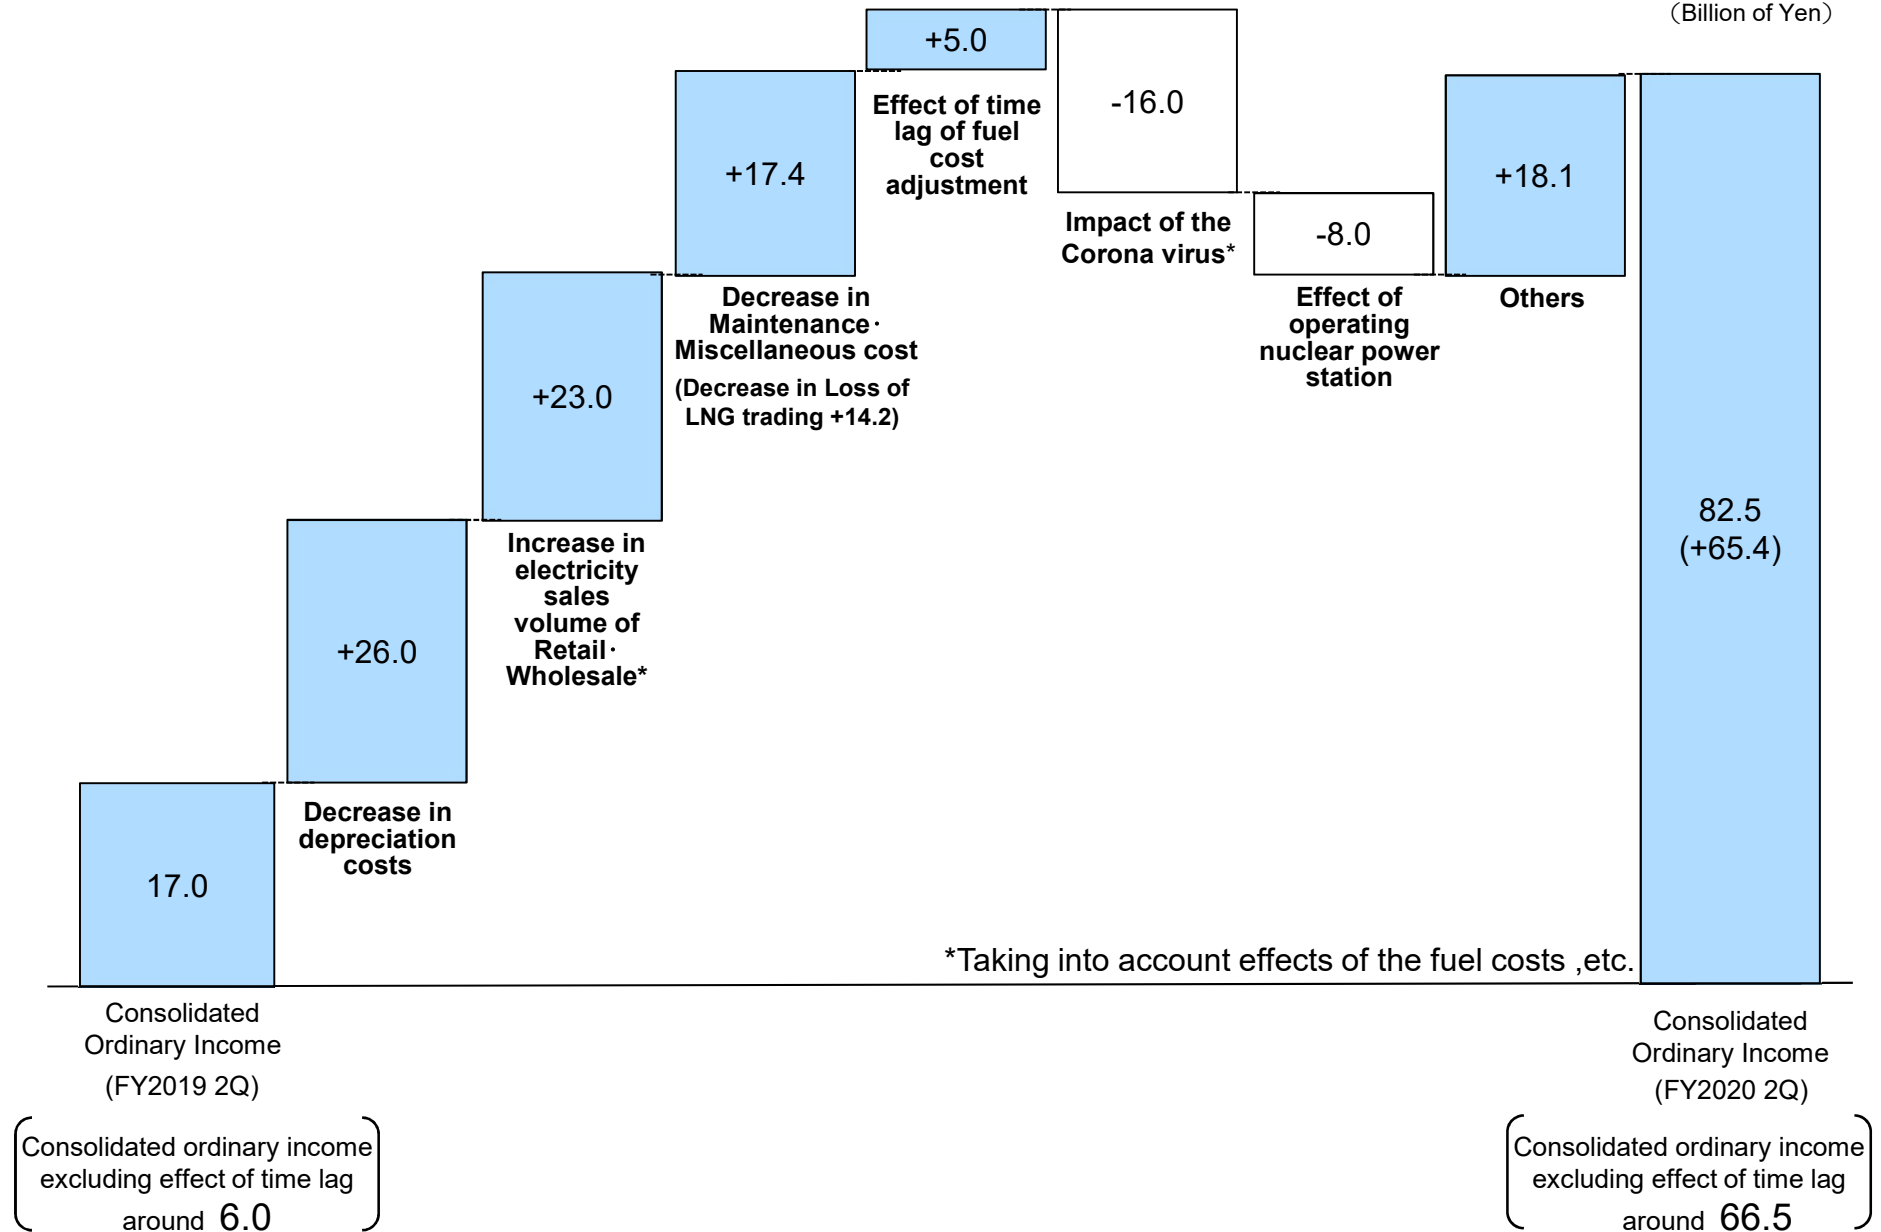 （Billion of Yen）
+5.0
Effect of time
lag of fuel
cost
adjustment
-16.0
Impact of the
Corona virus*
+17.4
Decrease in
Maintenance・
Miscellaneous cost
(Decrease in Loss of
LNG trading +14.2)
-8.0
Effect of
operating
nuclear power
station
+18.1
Others
+23.0
Increase in
electricity
sales
volume of
Retail・
Wholesale*
+26.0
Decrease in
depreciation
costs
82.5
(+65.4)
17.0
*Taking into account effects of the fuel costs ,etc.
Consolidated
Ordinary Income
(FY2019 2Q)
Consolidated ordinary income
excluding effect of time lag
around 6.0
Consolidated
Ordinary Income
(FY2020 2Q)
Consolidated ordinary income
excluding effect of time lag
around 66.5